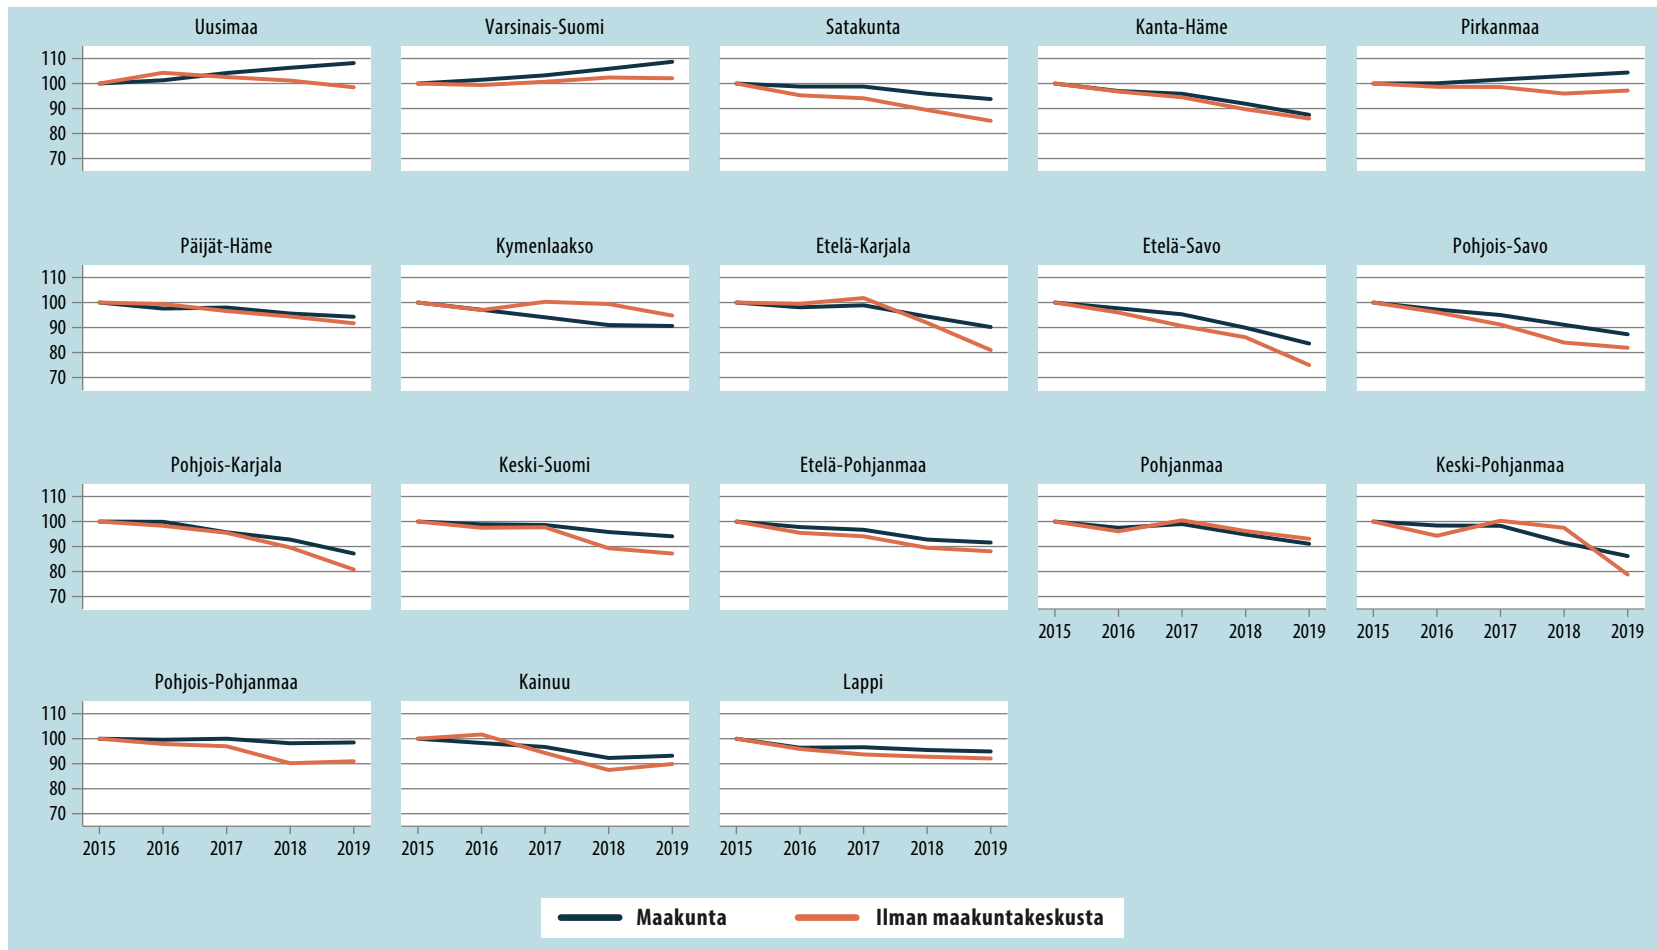 Uusimaa Varsinais-Suomi Satakunta Kanta-Häme Pirkanmaa
110
100
90
80
70
Päijät-Häme Kymenlaakso Etelä-Karjala Etelä-Savo Pohjois-Savo
110
100
90
80
70
Pohjois-Karjala Keski-Suomi Etelä-Pohjanmaa Pohjanmaa Keski-Pohjanmaa
110
100
90
80
70
2015 2016 2017 2018 2019 2015 2016 2017 2018 2019
Pohjois-Pohjanmaa Kainuu Lappi
110
100
90
80
70
2015 2016 2017 2018 2019 2015 2016 2017 2018 2019 2015 2016 2017 2018 2019
Maakunta Ilman maakuntakeskusta